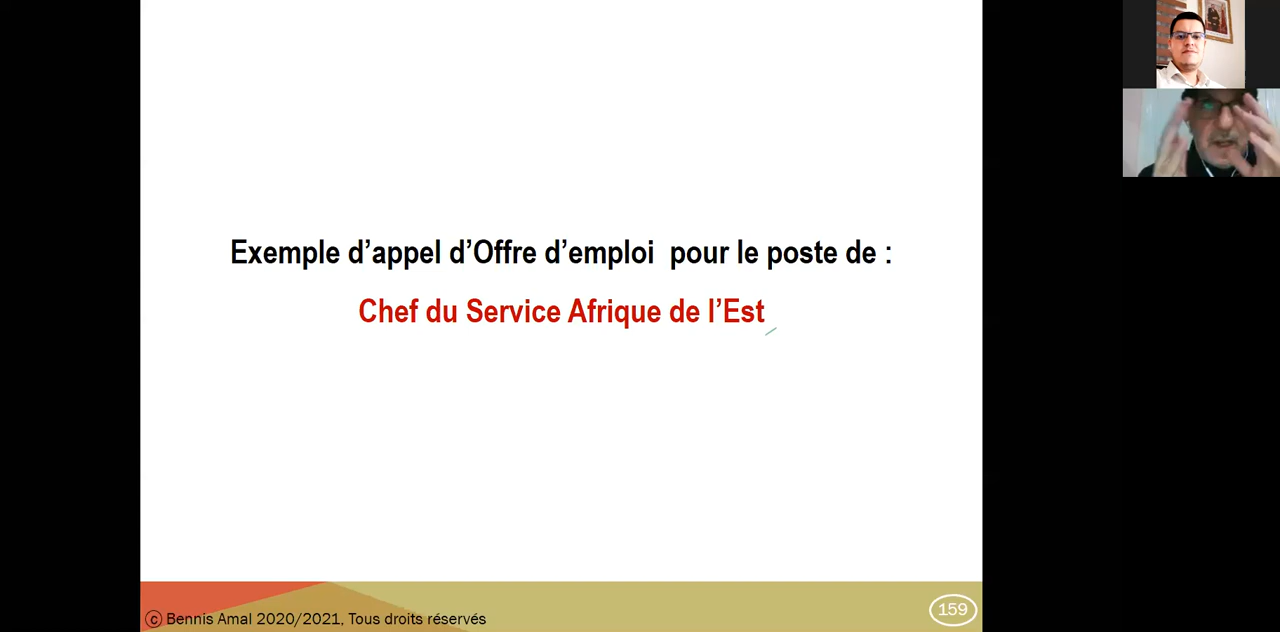 Exemple d’appel d’Offre d’emploi pour le poste de :
Chef du Service Afrique de l’Est
© Bennis Amal 2020/2021, Tous droits réservés
159